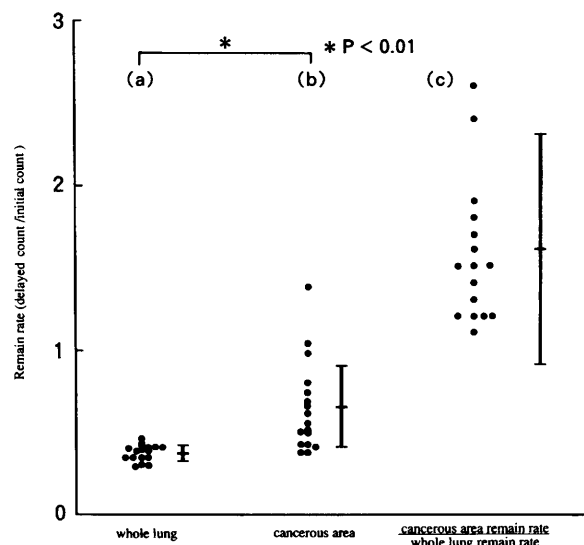 3
* * P < 0.01
(a) (b) (c)
2
Remain rate (delayed count /initial count )
1
0
whole lung cancerous area cancerous area remain rate
whole lung remain rate